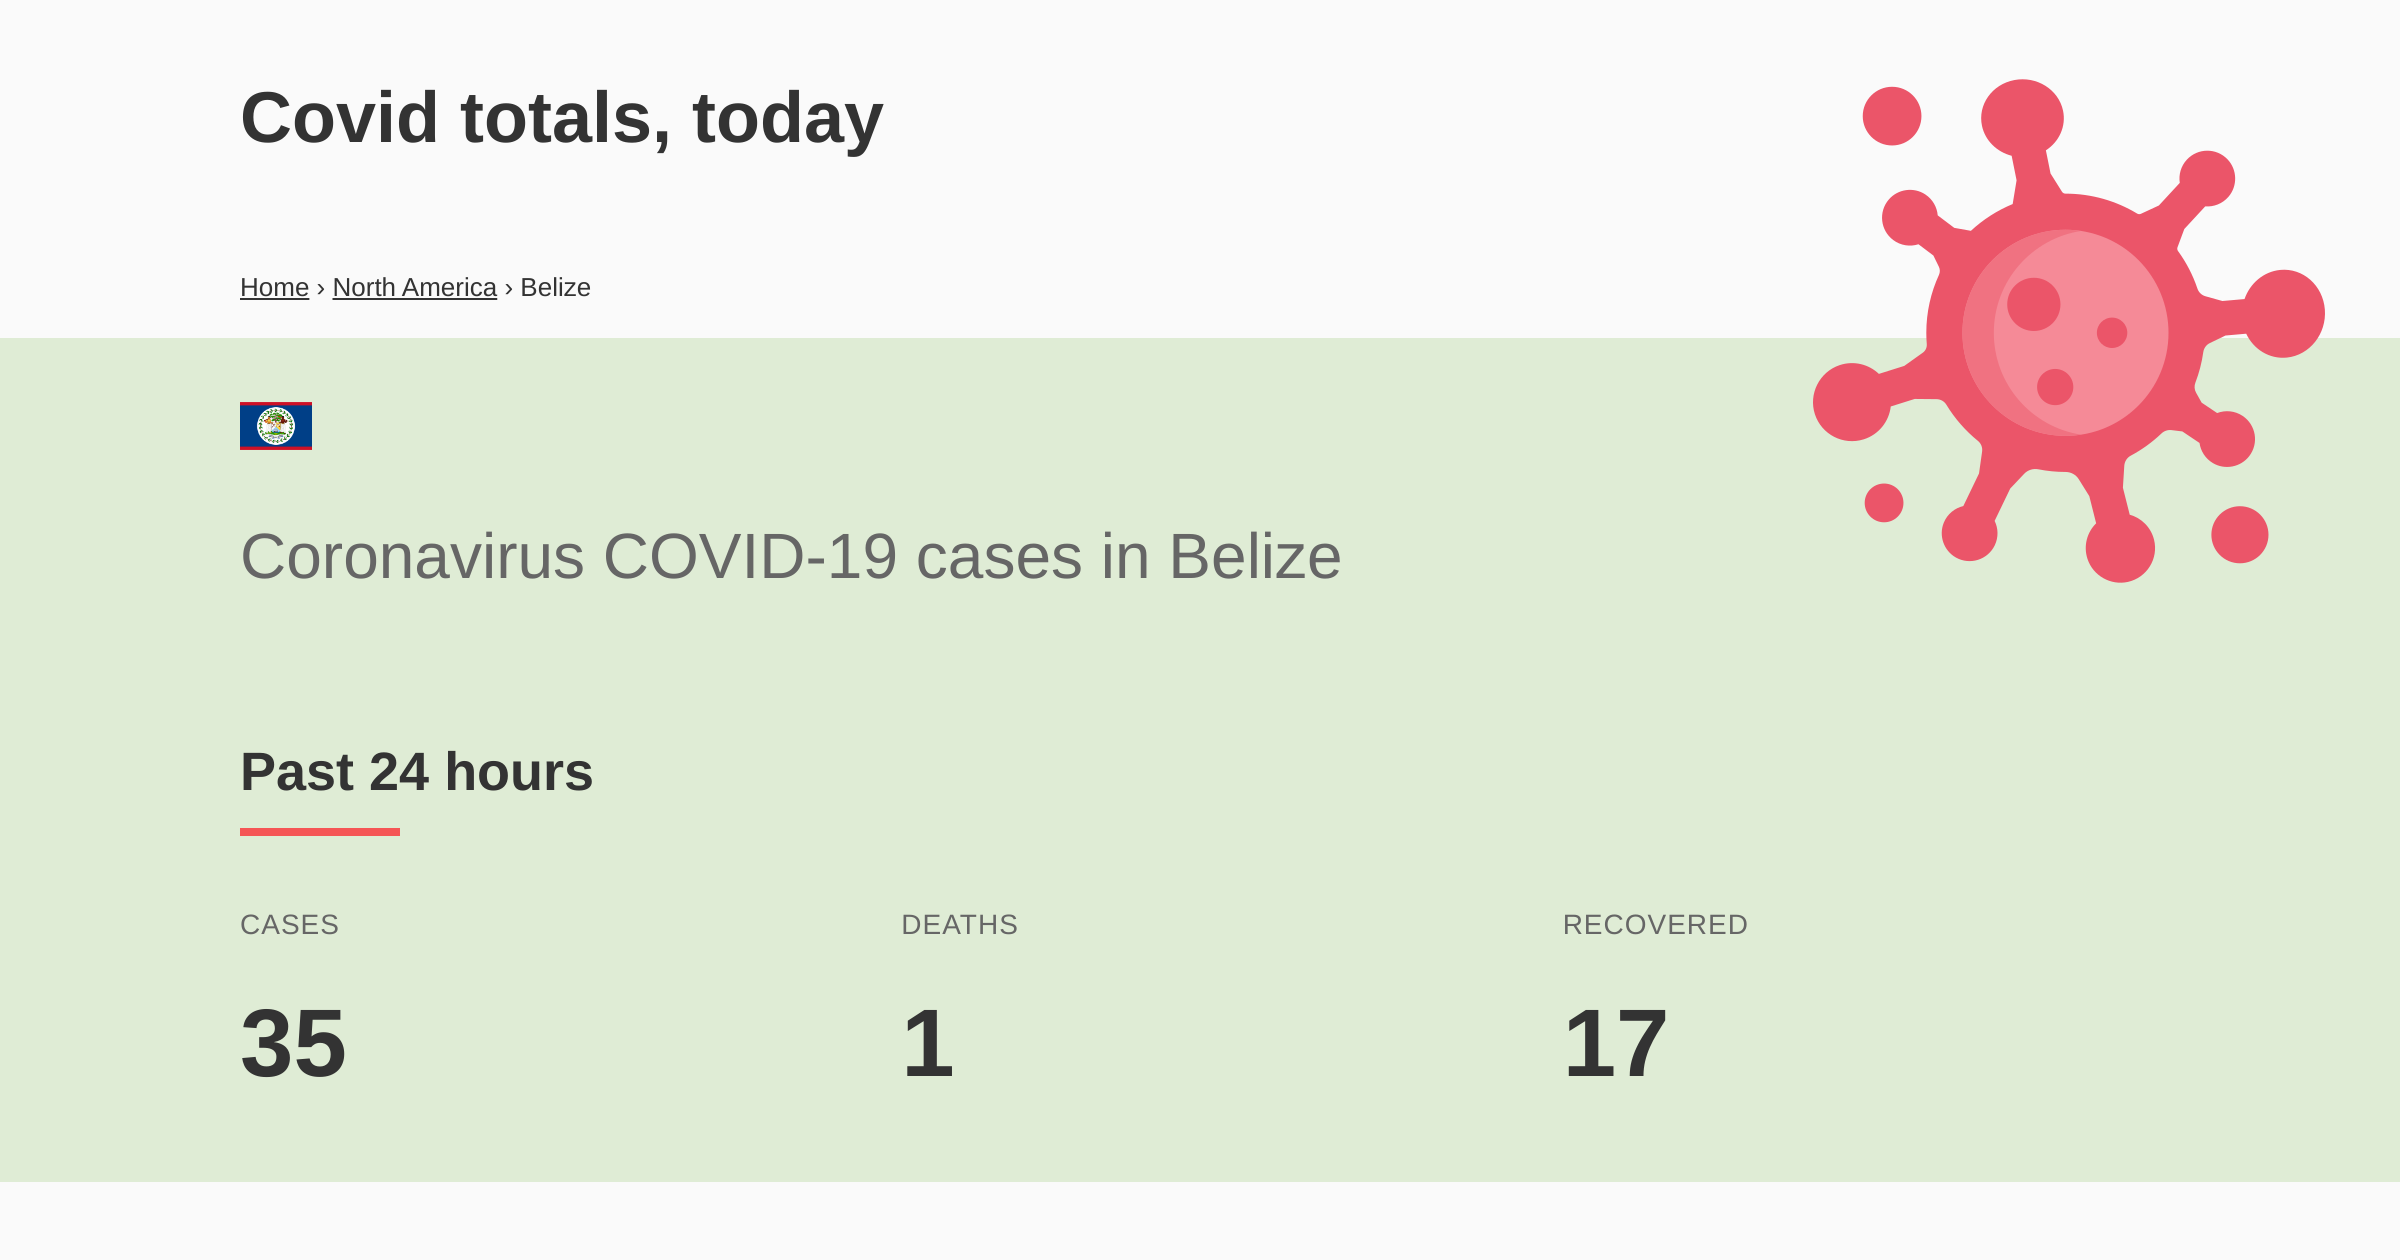 Covid totals, today
Home › North America › Belize
Coronavirus COVID-19 cases in Belize
Past 24 hours
CASES DEATHS RECOVERED
35 1 17